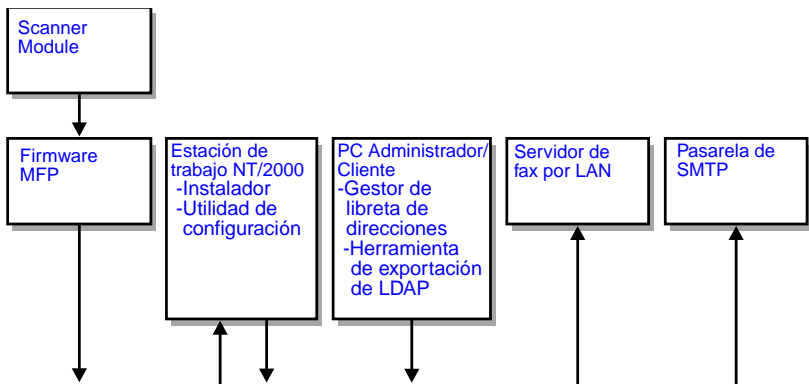 Scanner
Module
Firmware
MFP
Estación de
trabajo NT/2000
-Instalador
-Utilidad de
configuración
PC Administrador/
Cliente
-Gestor de
libreta de
direcciones
-Herramienta
de exportación
de LDAP
Servidor de
fax por LAN
Pasarela de
SMTP